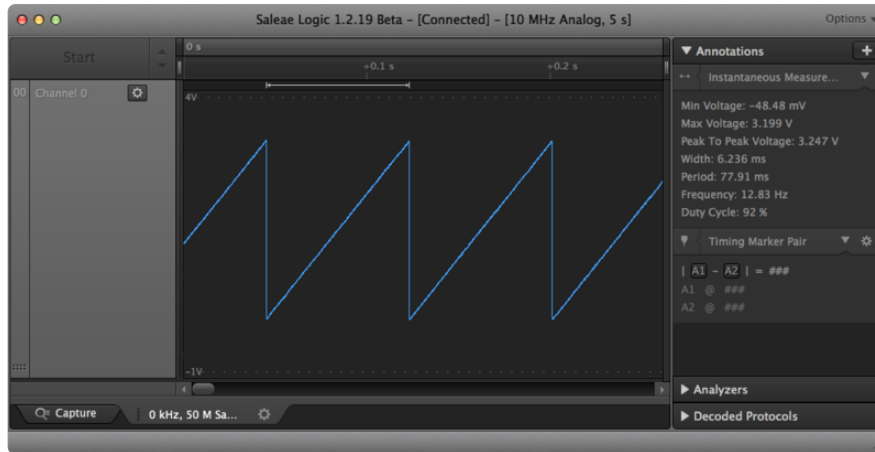 Saleae Logic 1.2.19 Beta – [Connected] – [10 MHz Analog, 5 s]
Options
Start
0 s
+0.1 s
+0.2 s
00 Channel 0
4V
-1V
Annotations
Instantaneous Measure...
Min Voltage: -48.48 mV
Max Voltage: 3.199 V
Peak To Peak Voltage: 3.247 V
Width: 6.236 ms
Period: 77.91 ms
Frequency: 12.83 Hz
Duty Cycle: 92 %
Timing Marker Pair
| A1 - A2 | = ###
A1 @ ###
A2 @ ###
Analyzers
Decoded Protocols
Capture
0 kHz, 50 M Sa...